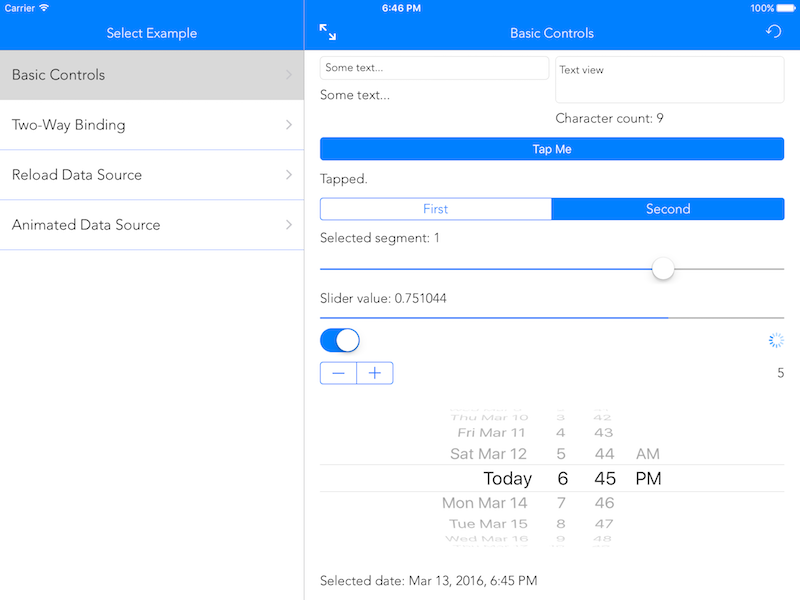 Carrier 6:46 PM 100%
Select Example
Basic Controls
Two-Way Binding
Reload Data Source
Animated Data Source
Basic Controls
Some text... Text view
Some text...
Character count: 9
Tap Me
Tapped.
First Second
Selected segment: 1
Slider value: 0.751044
5
Thu Mar 10 3 42
Fri Mar 11 4 43
Sat Mar 12 5 44 AM
Today 6 45 PM
Mon Mar 14 7 46
Tue Mar 15 8 47
Wed Mar 16 9 48
Selected date: Mar 13, 2016, 6:45 PM